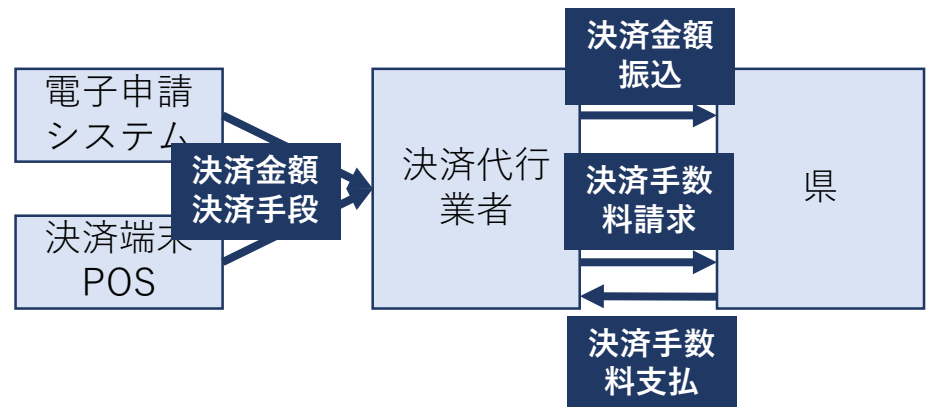 電子申請
システム
決済端末
POS
決済金額
決済手段
決済代行
業者
決済金額
振込
決済手数
料請求
決済手数
料支払
県